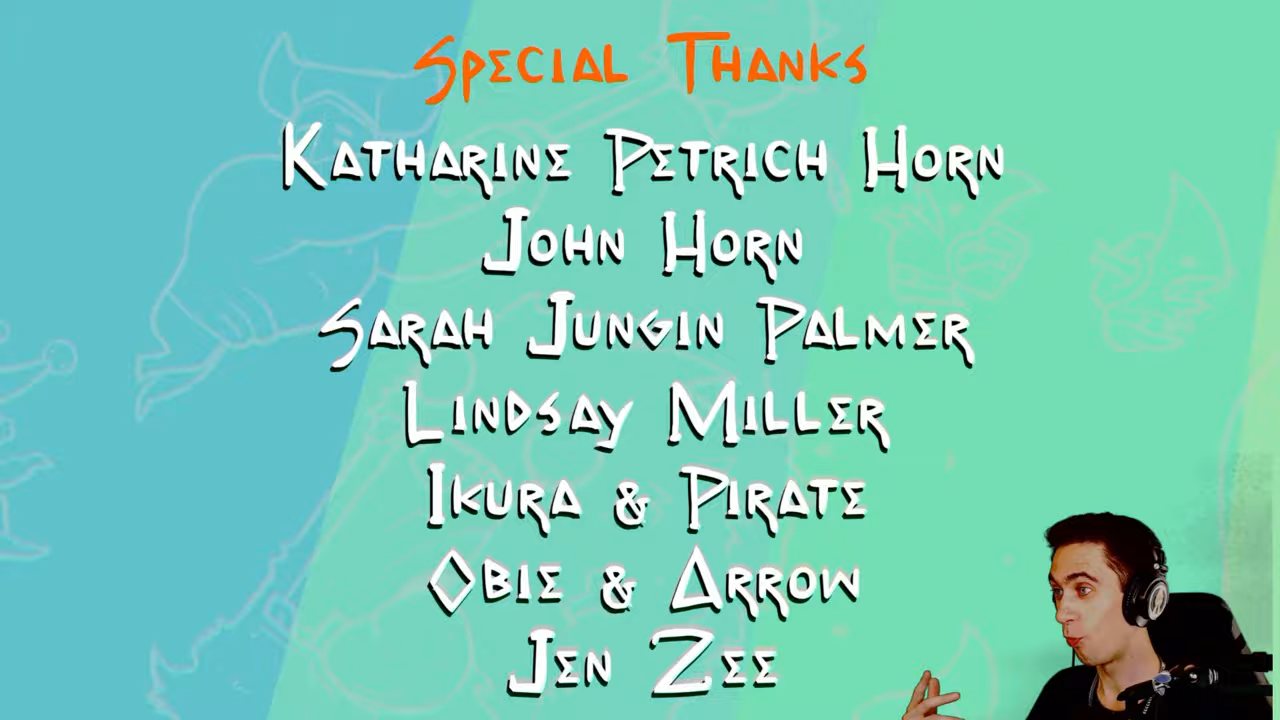 Special Thanks
Katharine Petrich Horn
John Horn
Sarah Jungin Palmer
Lindsay Miller
Ikura & Pirate
Obie & Arrow
Jen Zee